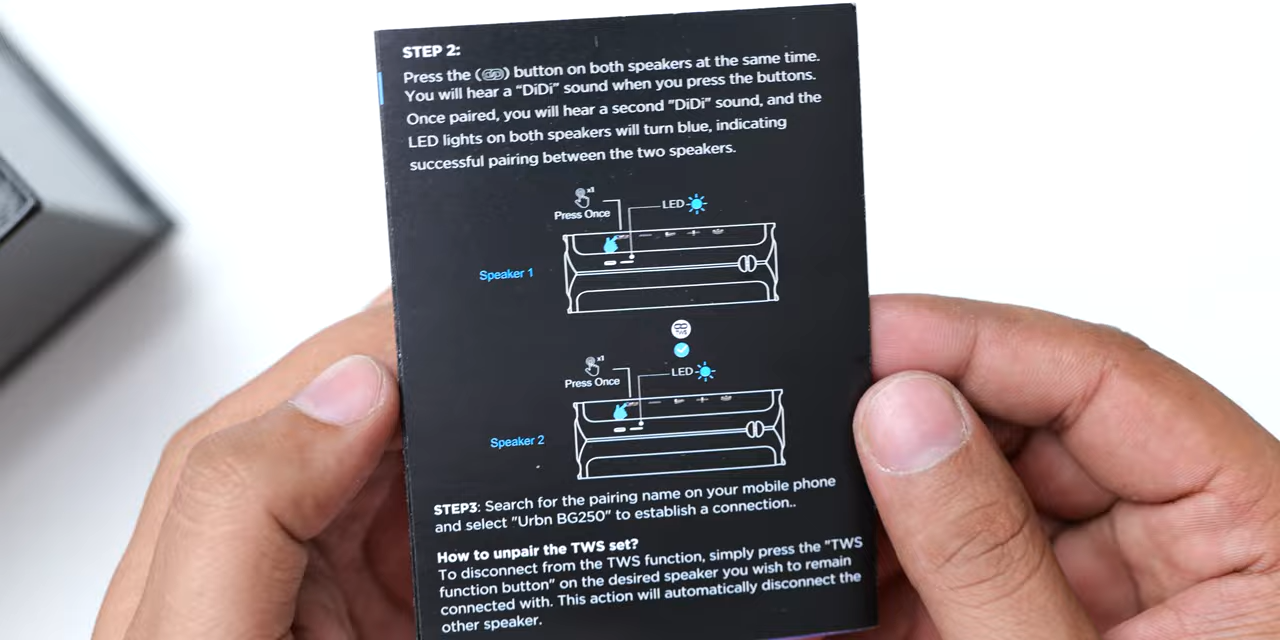 STEP 2:
Press the () button on both speakers at the same time.
You will hear a "DiDi" sound when you press the buttons.
Once paired, you will hear a second "DiDi" sound, and the
LED lights on both speakers will turn blue, indicating
successful pairing between the two speakers.
x1
Press Once
LED
Speaker 1
x1
Press Once
LED
Speaker 2
STEP3: Search for the pairing name on your mobile phone
and select "Urbn BG250" to establish a connection..
How to unpair the TWS set?
To disconnect from the TWS function, simply press the "TWS
function button" on the desired speaker you wish to remain
connected with. This action will automatically disconnect the
other speaker.